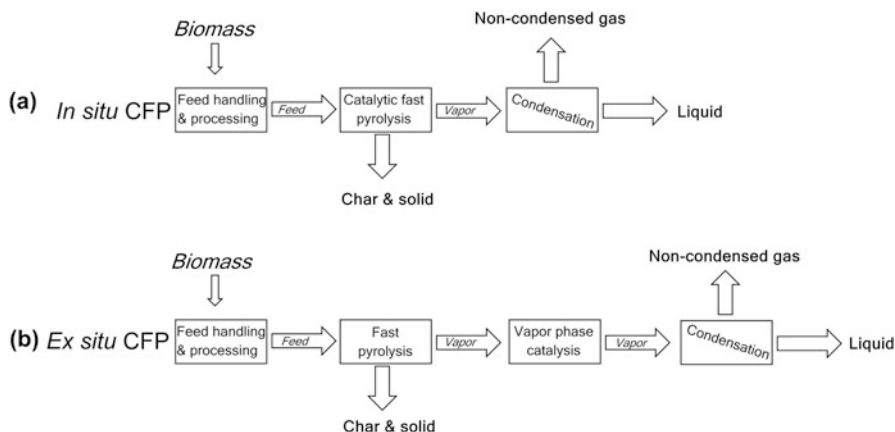 Non-condensed gas
Biomass
(a) In situ CFP
Feed handling
& processing
Feed
Catalytic fast
pyrolysis
Vapor
Condensation
Liquid
Char & solid
Non-condensed gas
Biomass
(b) Ex situ CFP
Feed handling
& processing
Feed
Fast
pyrolysis
Vapor
Vapor phase
catalysis
Vapor
Condensation
Liquid
Char & solid